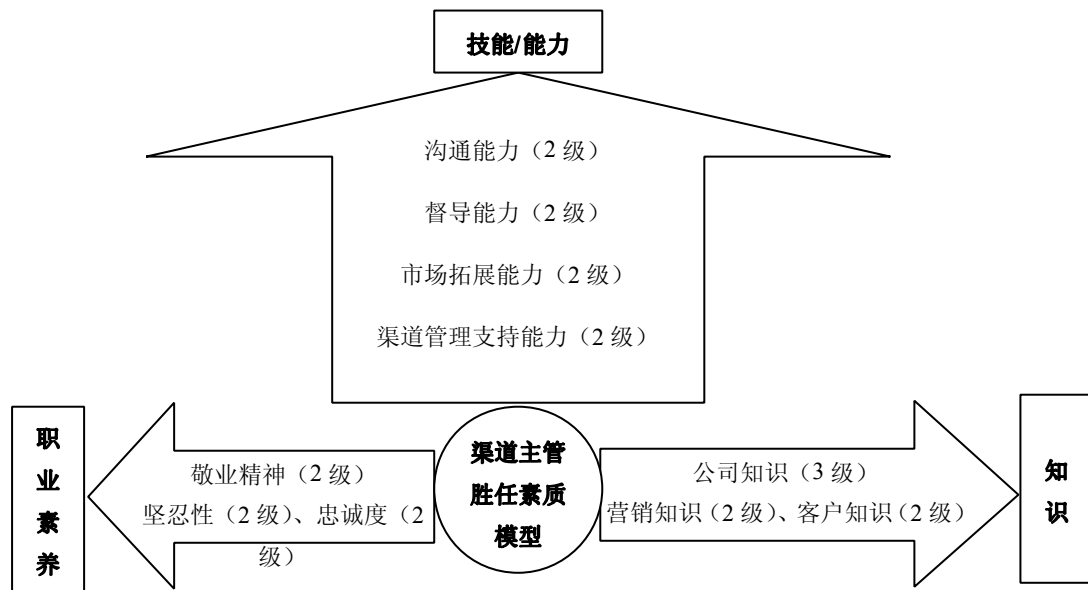 技能/能力
沟通能力（2 级）
督导能力（2 级）
市场拓展能力（2 级）
渠道管理支持能力（2 级）
职
业
素
养
敬业精神（2 级）
坚忍性（2 级）、忠诚度（2
级）
渠道主管
胜任素质
模型
公司知识（3 级）
营销知识（2 级）、客户知识（2 级）
知
识